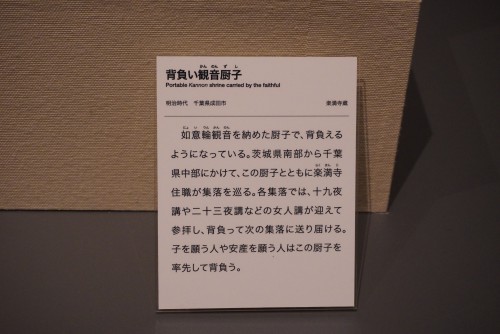 背負い観音厨子
Portable Kannon shrine carried by the faithful
明治時代 千葉県成田市 楽満寺蔵
如意輪観音を納めた厨子で、背負える
ようになっている。茨城県南部から千葉
県中部にかけて、この厨子とともに楽満寺
住職が集落を巡る。各集落では、十九夜
講や二十三夜講などの女人講が迎えて
参拝し、背負って次の集落に送り届ける。
子を願う人や安産を願う人はこの厨子を
率先して背負う。